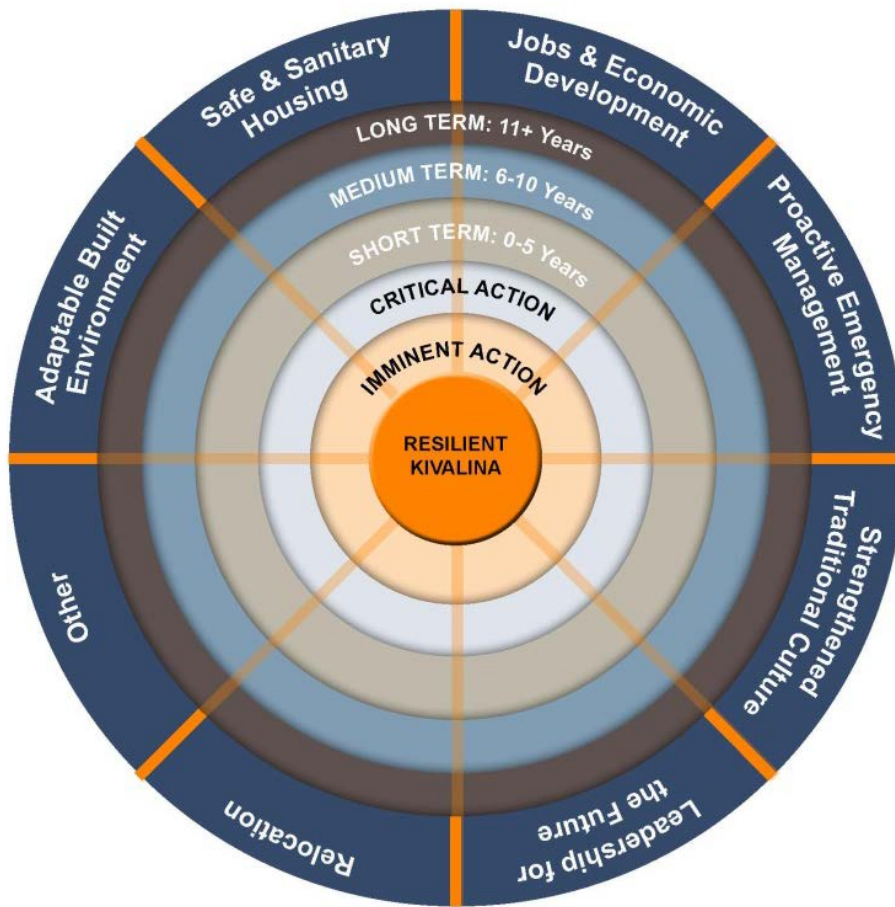 Safe & Sanitary
Housing
Jobs & Economic
Development
Proactive Emergency
Management
Strengthened
Traditional Culture
Leadership for
the Future
Relocation
Other
Adaptable Built
Environment
LONG TERM: 11+ Years
MEDIUM TERM: 6-10 Years
SHORT TERM: 0-5 Years
CRITICAL ACTION
IMMINENT ACTION
RESILIENT
KIVALINA